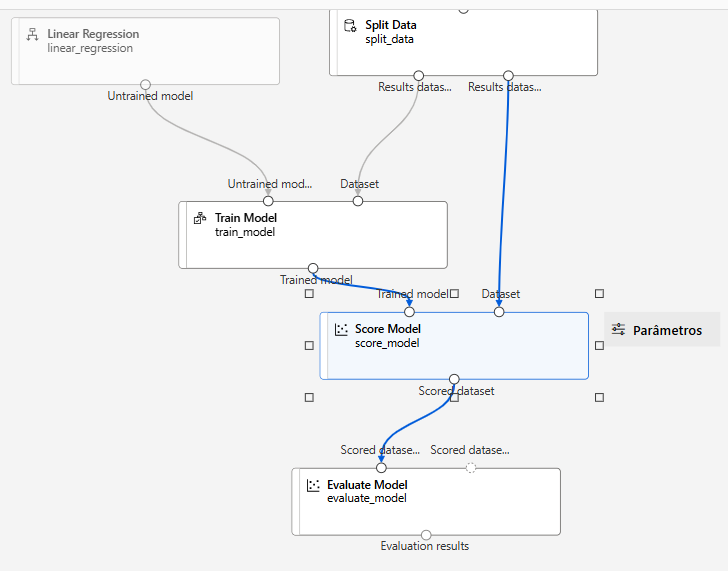 Linear Regression
linear_regression
Untrained model
Split Data
split_data
Results datas...
Results datas...
Untrained mod...
Dataset
Train Model
train_model
Trained model
Trained model
Dataset
Score Model
score_model
Parâmetros
Scored dataset
Scored datase...
Scored datase...
Evaluate Model
evaluate_model
Evaluation results